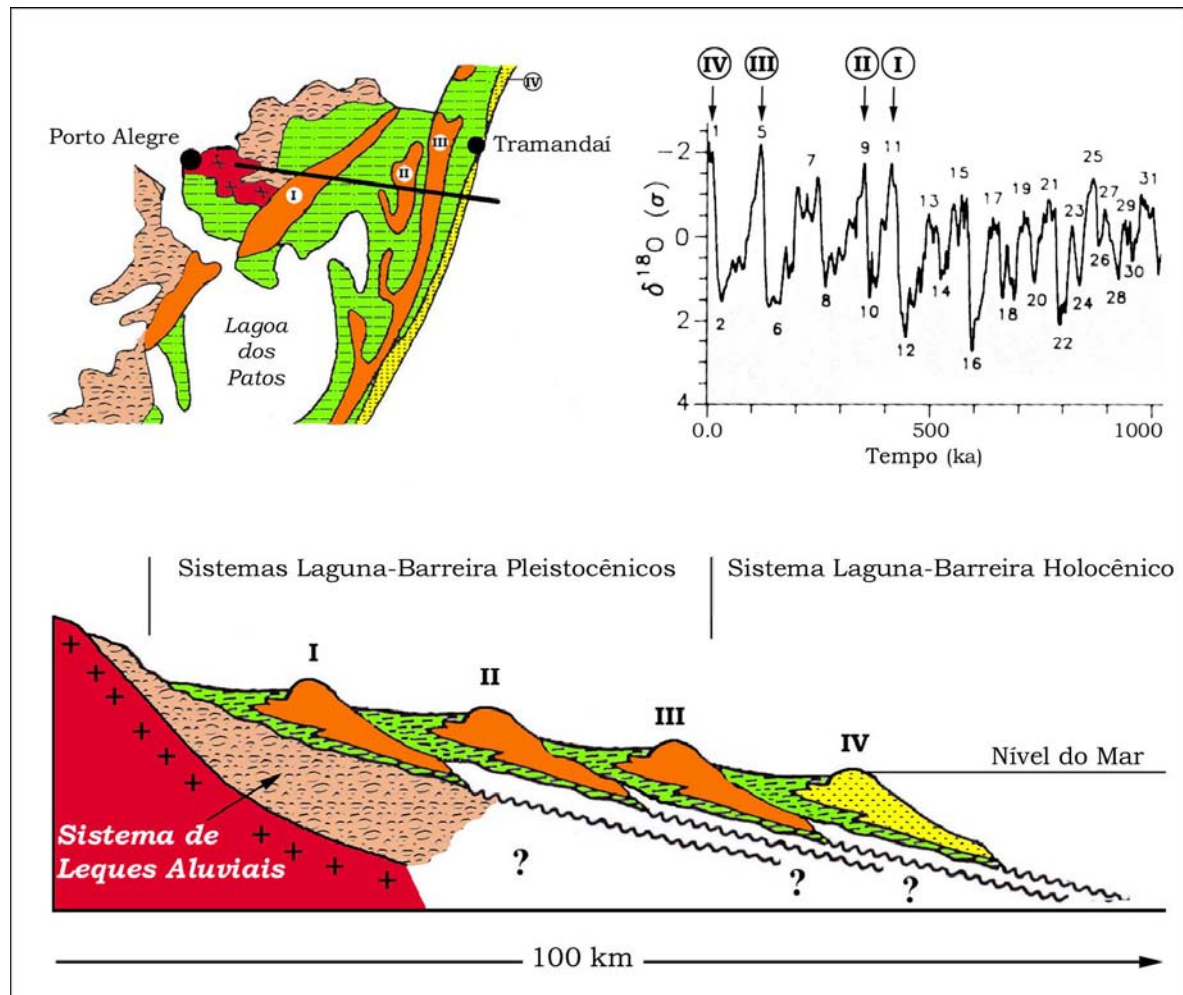 Porto Alegre
Tramandaí
IV
III
II
I
Lagoa
dos
Patos
IV III II I
-2
0
2
4
δ¹⁸O (σ)
1 5 7 9 11 13 15 17 19 21 23 25 27 29 31
2 6 8 10 12 14 16 18 20 22 24 26 28 30
0.0 500 1000
Tempo (ka)
Sistemas Laguna-Barreira Pleistocênicos
Sistema Laguna-Barreira Holocênico
I
II
III
IV
Nível do Mar
Sistema de
Leques Aluviais
?
?
?
100 km